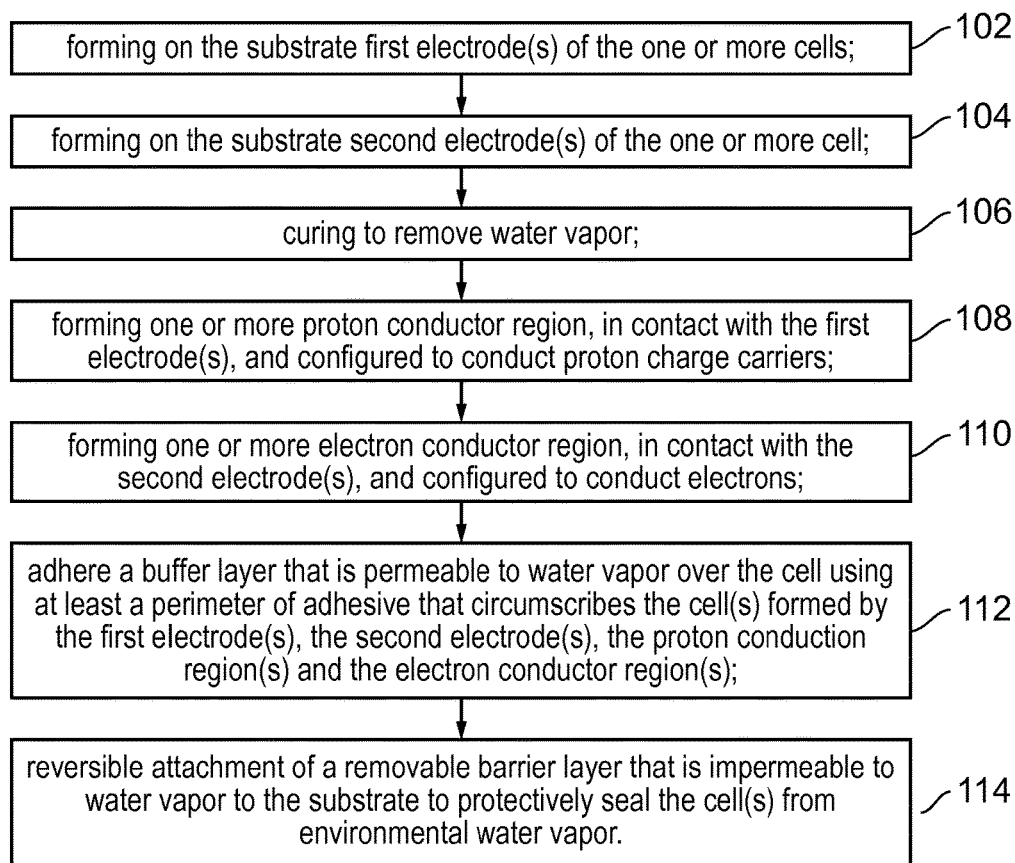 forming on the substrate first electrode(s) of the one or more cells;
102
forming on the substrate second electrode(s) of the one or more cell;
104
curing to remove water vapor;
106
forming one or more proton conductor region, in contact with the first
electrode(s), and configured to conduct proton charge carriers;
108
forming one or more electron conductor region, in contact with the
second electrode(s), and configured to conduct electrons;
110
adhere a buffer layer that is permeable to water vapor over the cell using
at least a perimeter of adhesive that circumscribes the cell(s) formed by
the first electrode(s), the second electrode(s), the proton conduction
region(s) and the electron conductor region(s);
112
reversible attachment of a removable barrier layer that is impermeable to
water vapor to the substrate to protectively seal the cell(s) from
environmental water vapor.
114